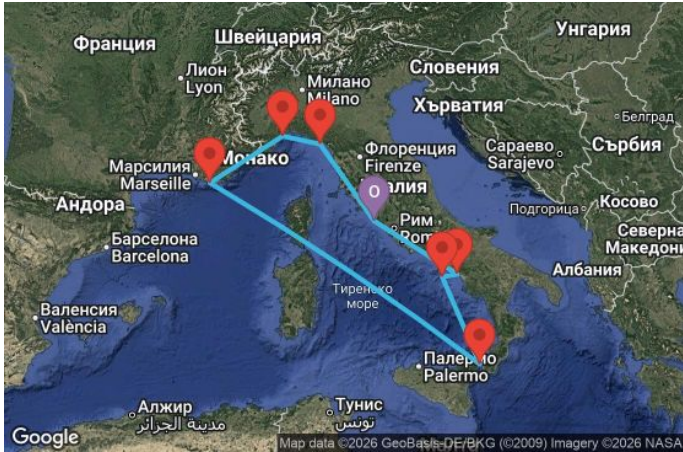 Унгария
Швейцария
Франция
Словения
Лион
Lyon
Милано
Milano
Хърватия
Белград
Сараево
Sarajevo
Сърбия
Монако
Флоренция
Firenze
Марсилия
Marseille
O
Андора
Подгорица
Косово
Рим
Северна
Барселона
Barcelona
Албания
Тиренско
море
Валенсия
València
Палермо
Palermo
Алжир
مدينة الجزائر
Тунис
تونس
Google
Map data ©2026 GeoBasis-DE/BKG (©2009) Imagery ©2026 NASA